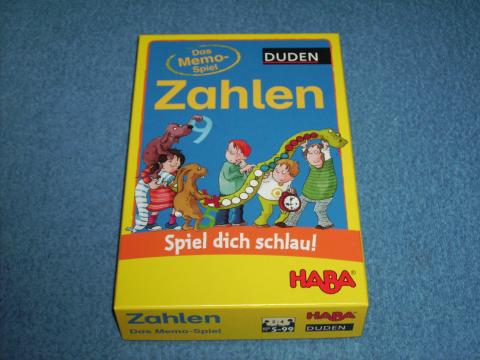 Das
Memo-
Spiel
DUDEN
Zahlen
9
Spiel dich schlau!
HABA®
Zahlen
Das Memo-Spiel
5-99
HABA®
DUDEN